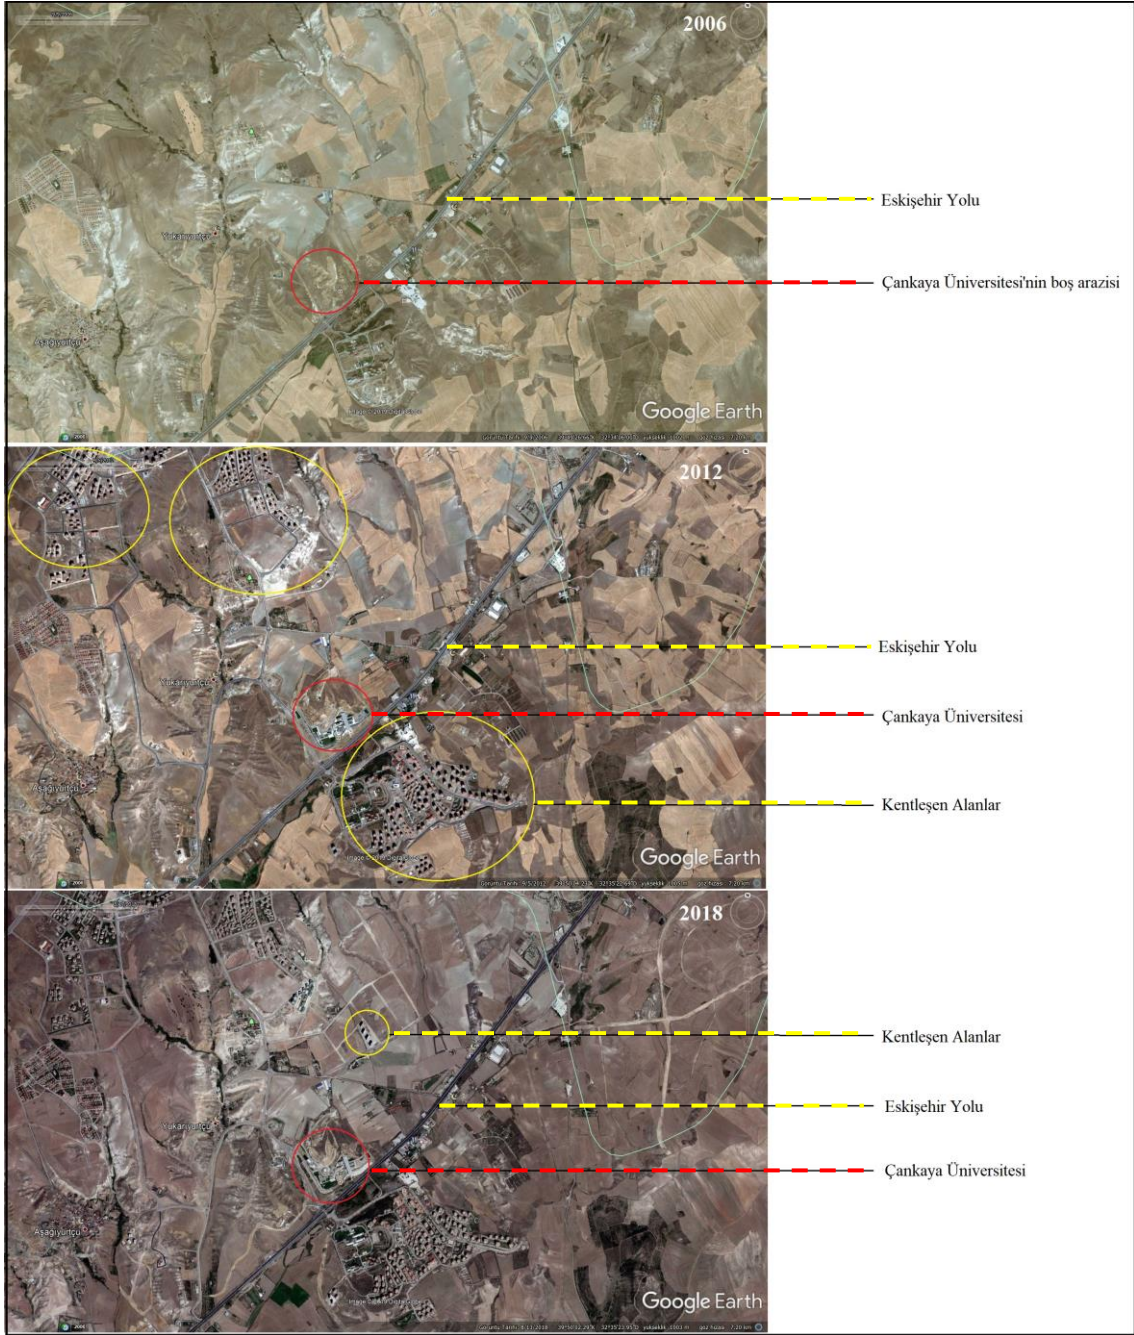 2006
Eskişehir Yolu
Yukarıyurtçu
Çankaya Üniversitesi'nin boş arazisi
Aşağıyurtçu
Google Earth
2012
Eskişehir Yolu
Yukarıyurtçu
Çankaya Üniversitesi
Aşağıyurtçu
Kentleşen Alanlar
Google Earth
2006
2018
Kentleşen Alanlar
Eskişehir Yolu
Yukarıyurtçu
Çankaya Üniversitesi
Aşağıyurtçu
Google Earth